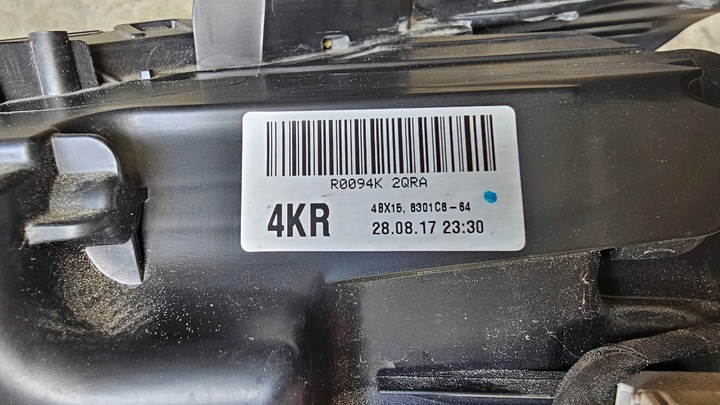 R0094K 2QRA
4KR
4BX15, 8301C8-64
28.08.17 23:30